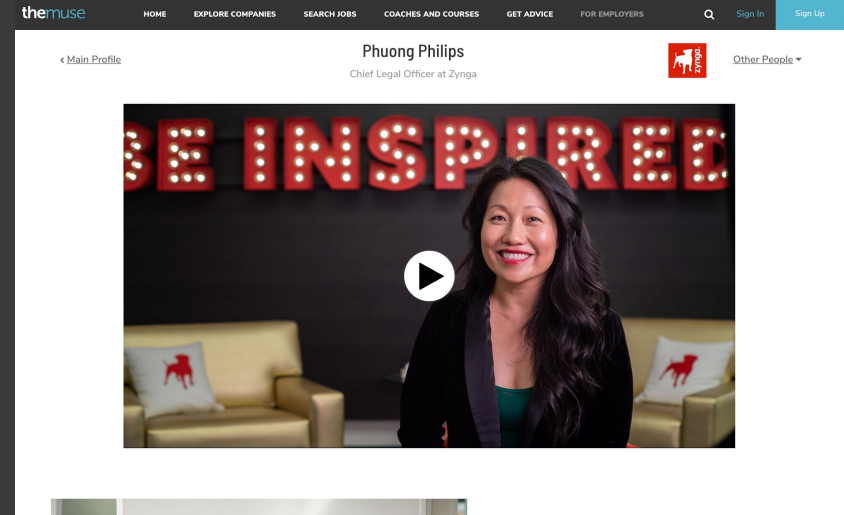 themuse HOME EXPLORE COMPANIES SEARCH JOBS COACHES AND COURSES GET ADVICE FOR EMPLOYERS Sign In Sign Up
‹ Main Profile
Phuong Philips
Chief Legal Officer at Zynga
zynga
Other People
BE INSPIRED